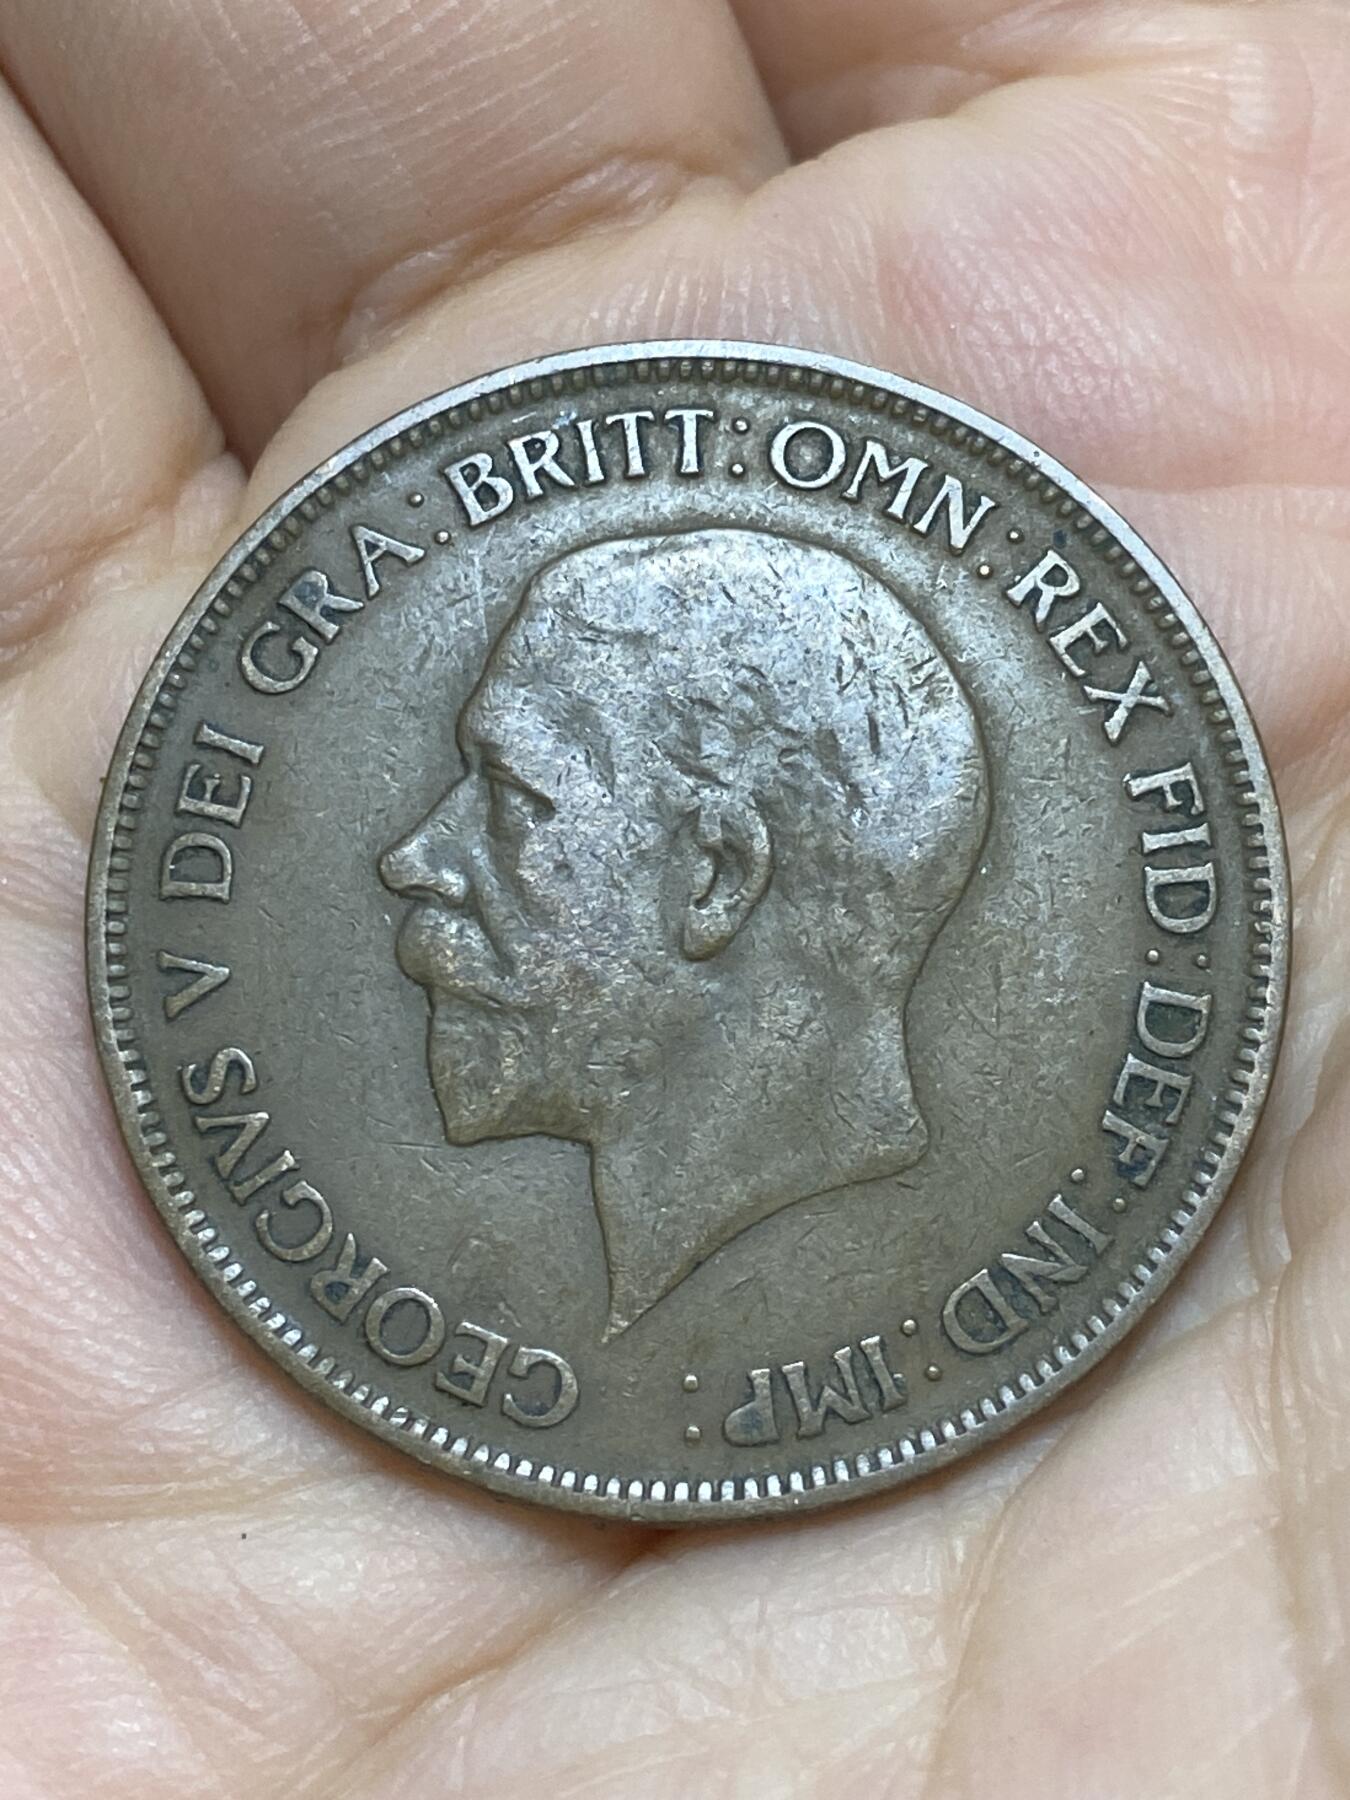 GEORGIVS V DEI GRA: BRITT: OMN: REX FID: DEF: IND: IMP: